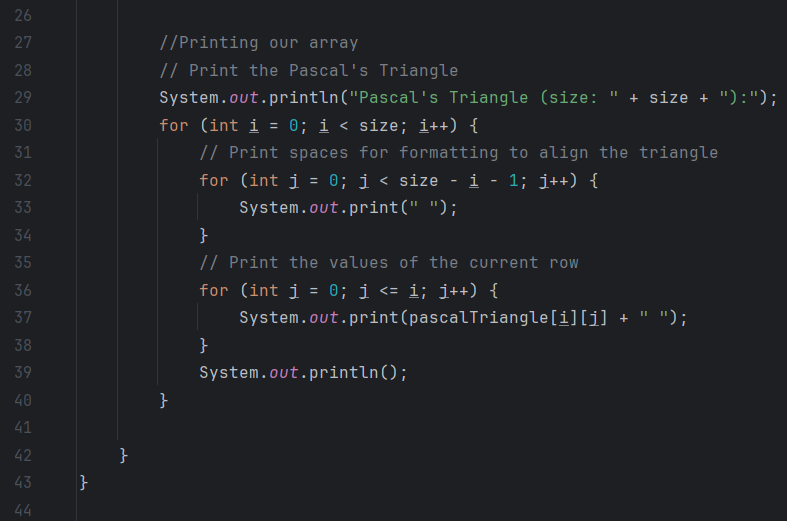 26
27 //Printing our array
28 // Print the Pascal's Triangle
29 System.out.println("Pascal's Triangle (size: " + size + "):");
30 for (int i = 0; i < size; i++) {
31 // Print spaces for formatting to align the triangle
32 for (int j = 0; j < size - i - 1; j++) {
33 System.out.print(" ");
34 }
35 // Print the values of the current row
36 for (int j = 0; j <= i; j++) {
37 System.out.print(pascalTriangle[i][j] + " ");
38 }
39 System.out.println();
40 }
41
42 }
43 }
44